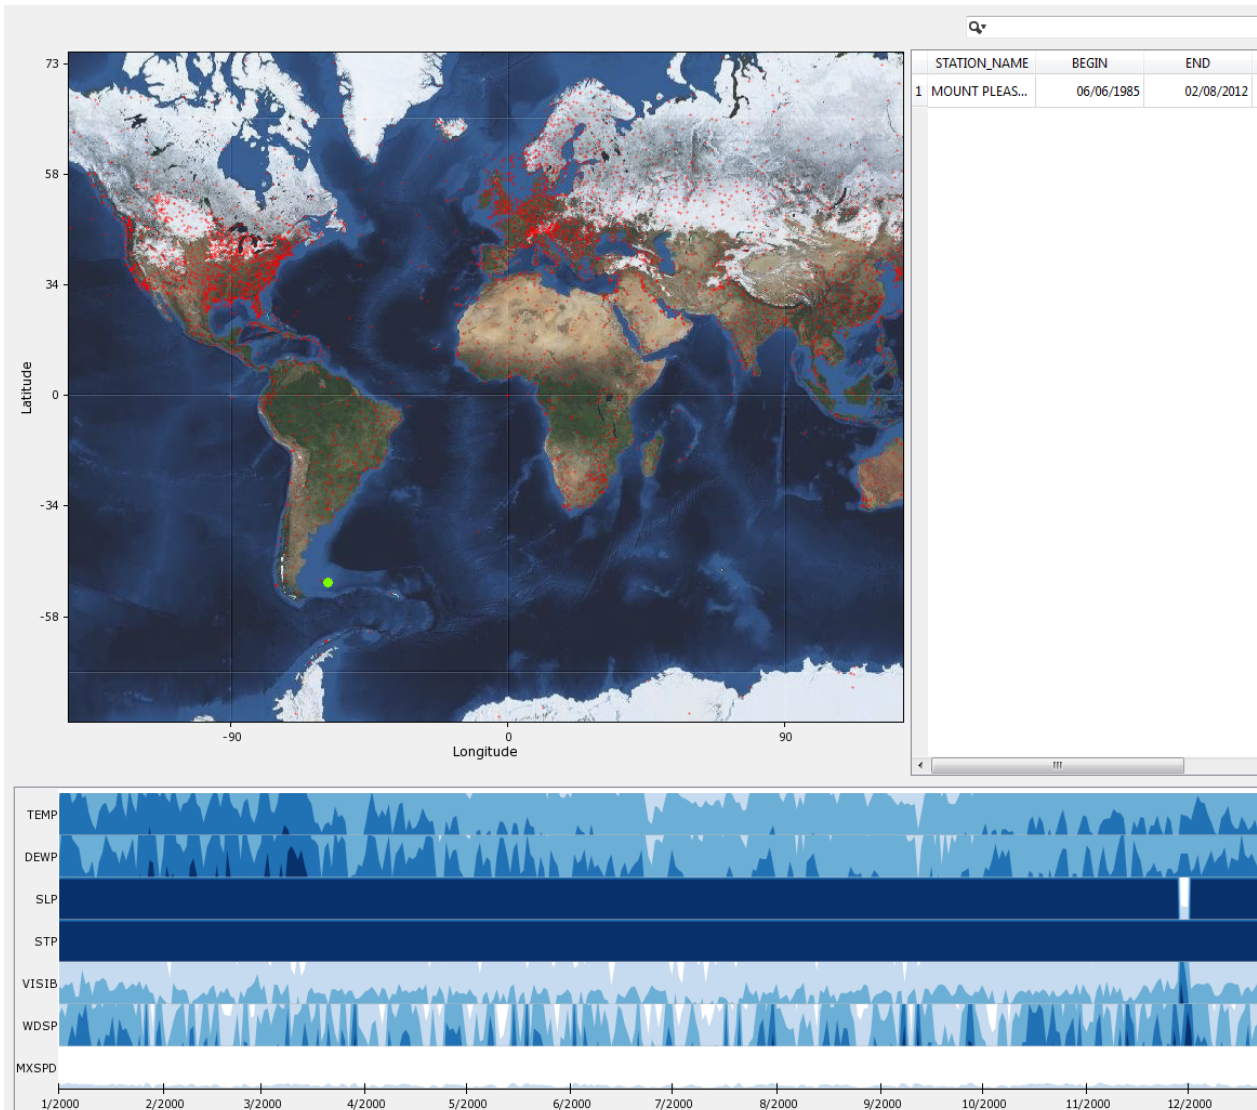 73
58
34
0
-34
-58
Latitude
-90
0
90
Longitude
STATION_NAME BEGIN END
1 MOUNT PLEAS... 06/06/1985 02/08/2012
TEMP
DEWP
SLP
STP
VISIB
WDSP
MXSPD
1/2000 2/2000 3/2000 4/2000 5/2000 6/2000 7/2000 8/2000 9/2000 10/2000 11/2000 12/2000